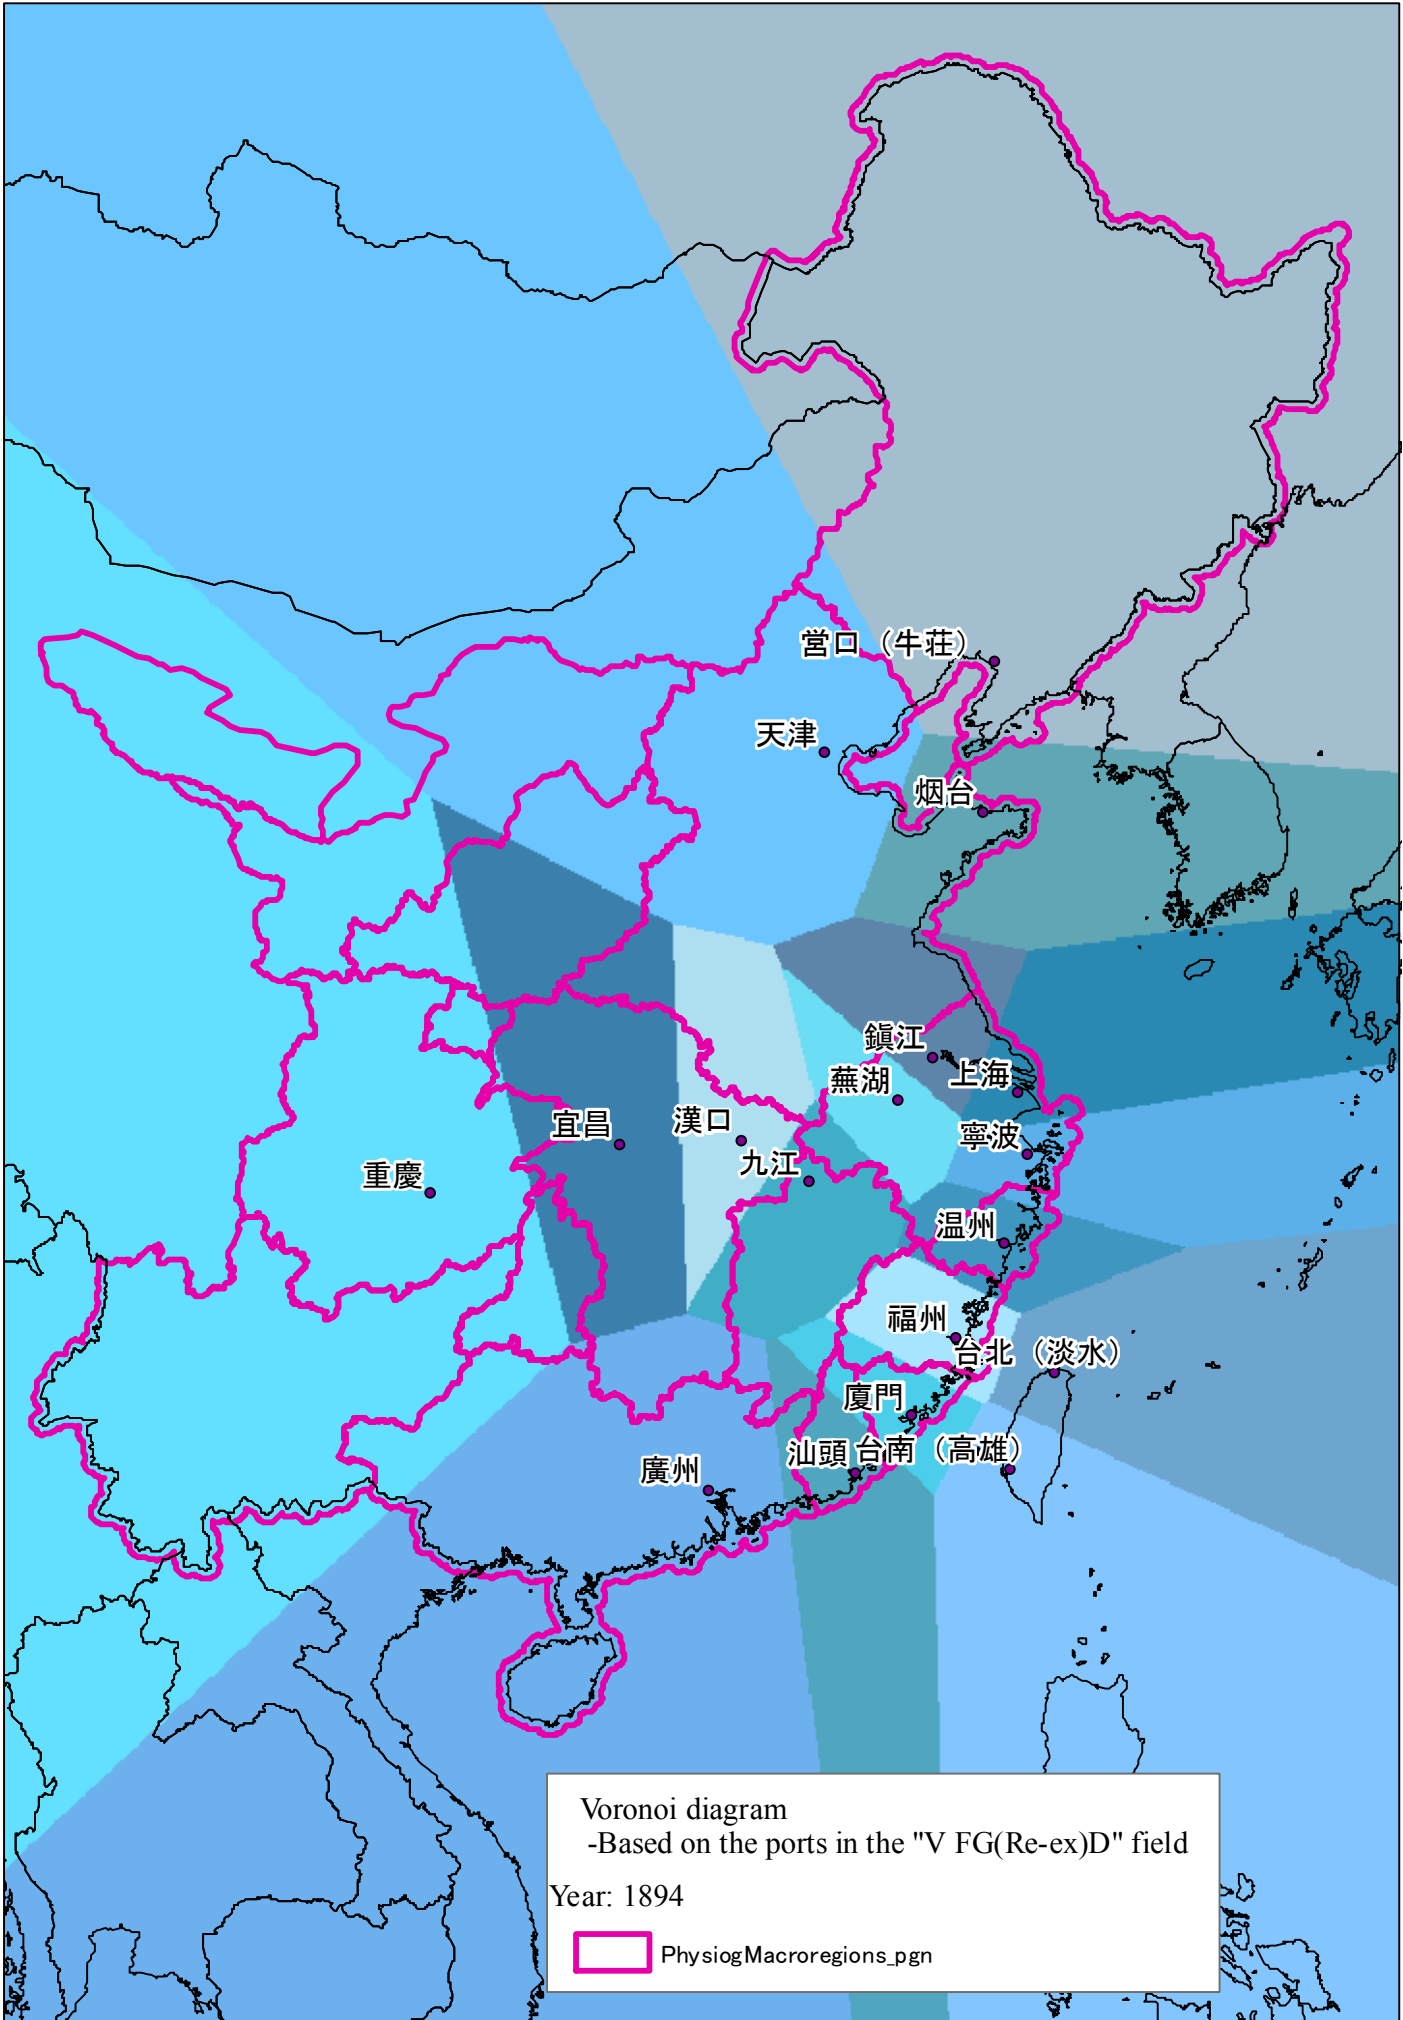 営口（牛荘）
天津
烟台
鎮江
上海
蕪湖
寧波
漢口
宜昌
九江
重慶
温州
福州
台北（淡水）
廈門
汕頭
台南（高雄）
廣州
Voronoi diagram
-Based on the ports in the "V FG(Re-ex)D" field
Year: 1894
PhysiogMacroregions_pgn